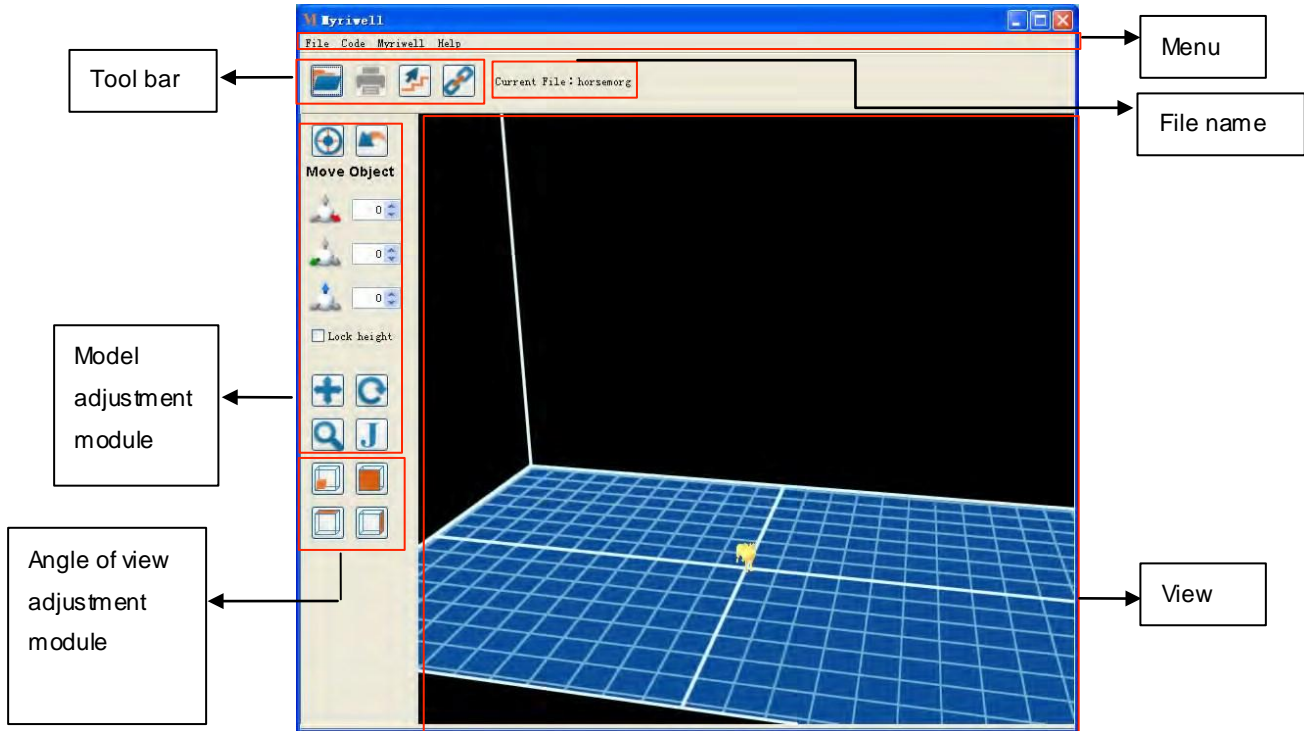 M Myriwell
File Code Myriwell Help
Menu
Tool bar
Current File：horsemorg
File name
Move Object
0
0
0
Lock height
J
Model
adjustment
module
Angle of view
adjustment
module
View